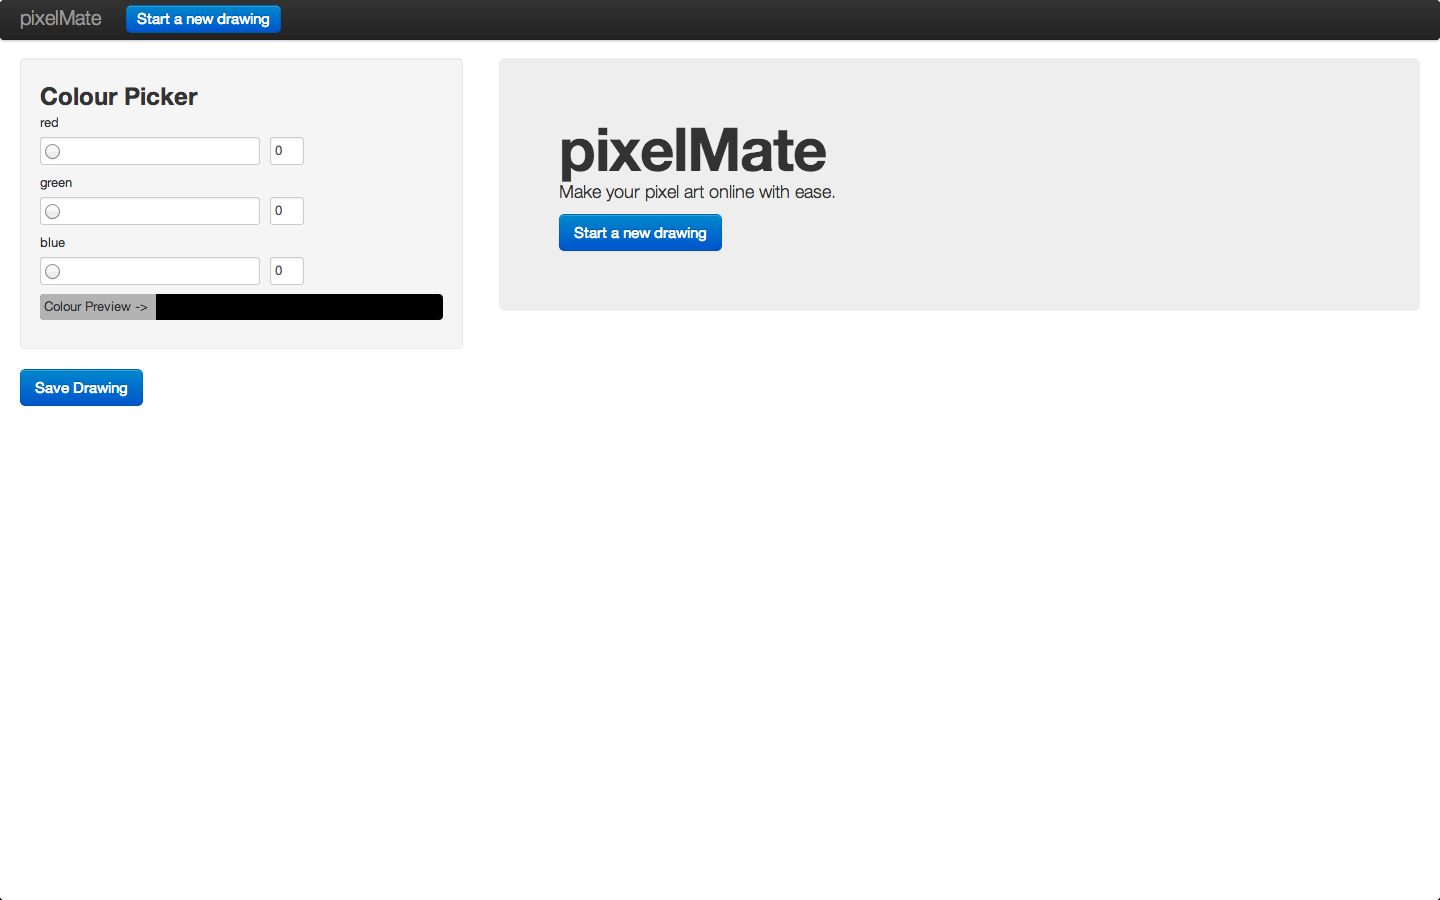 pixelMate
Start a new drawing
Colour Picker
red
0
green
0
blue
0
Colour Preview ->
Save Drawing
pixelMate
Make your pixel art online with ease.
Start a new drawing